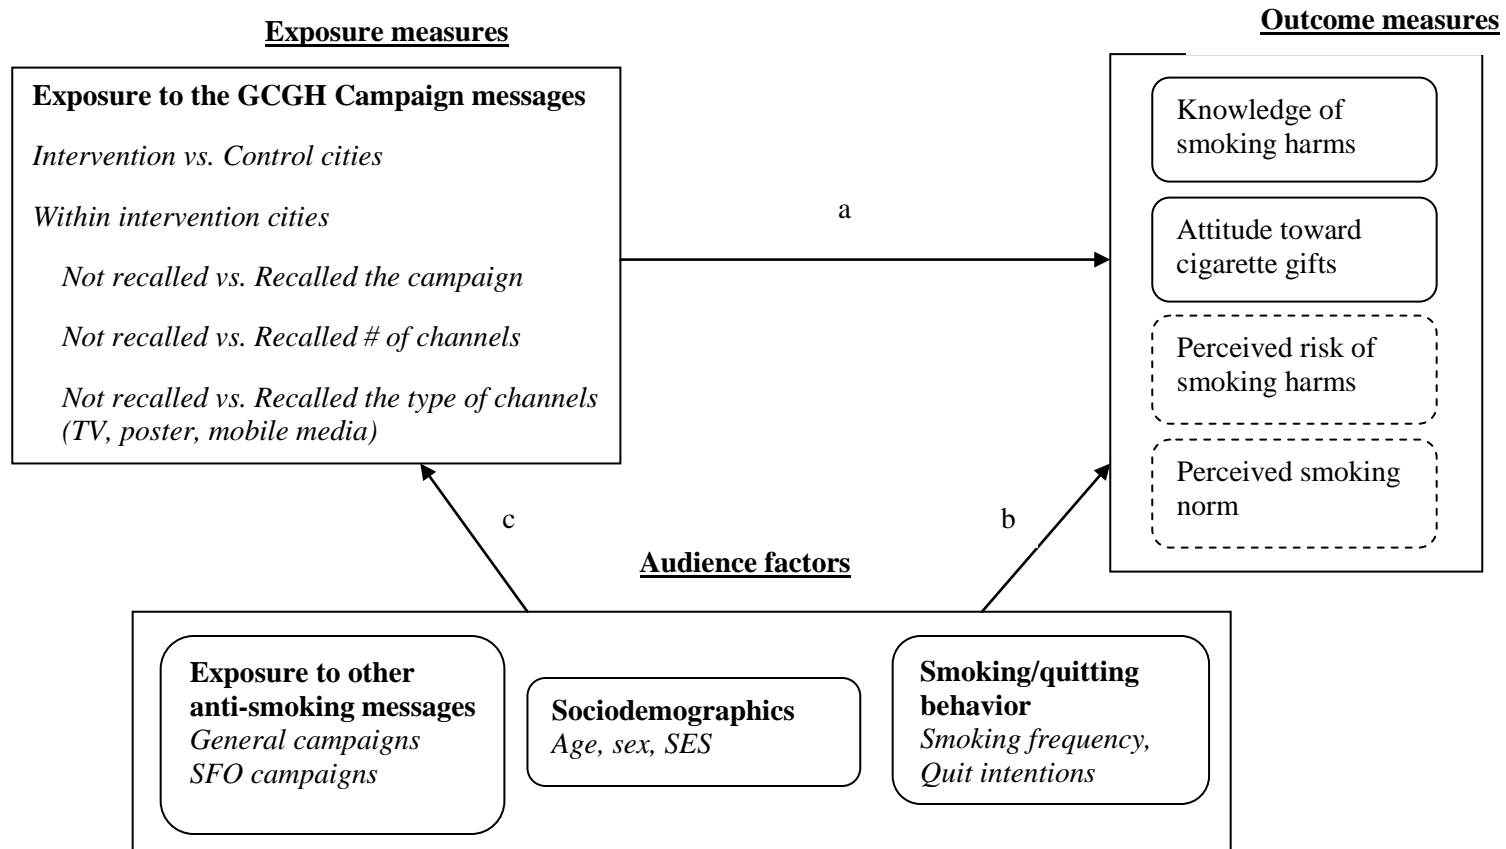 Exposure measures
Exposure to the GCGH Campaign messages
Intervention vs. Control cities
Within intervention cities
Not recalled vs. Recalled the campaign
Not recalled vs. Recalled # of channels
Not recalled vs. Recalled the type of channels
(TV, poster, mobile media)
a
Outcome measures
Knowledge of
smoking harms
Attitude toward
cigarette gifts
Perceived risk of
smoking harms
Perceived smoking
norm
c
b
Audience factors
Exposure to other
anti-smoking messages
General campaigns
SFO campaigns
Sociodemographics
Age, sex, SES
Smoking/quitting
behavior
Smoking frequency,
Quit intentions